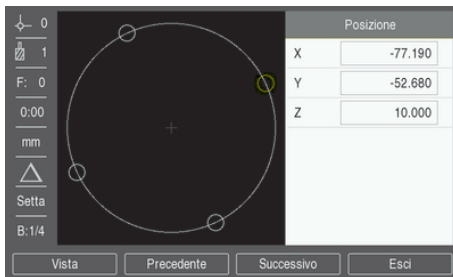 0
Posizione
1
X -77.190
F: 0
Y -52.680
0:00
Z 10.000
mm
Setta
B:1/4
Vista Precedente Successivo Esci